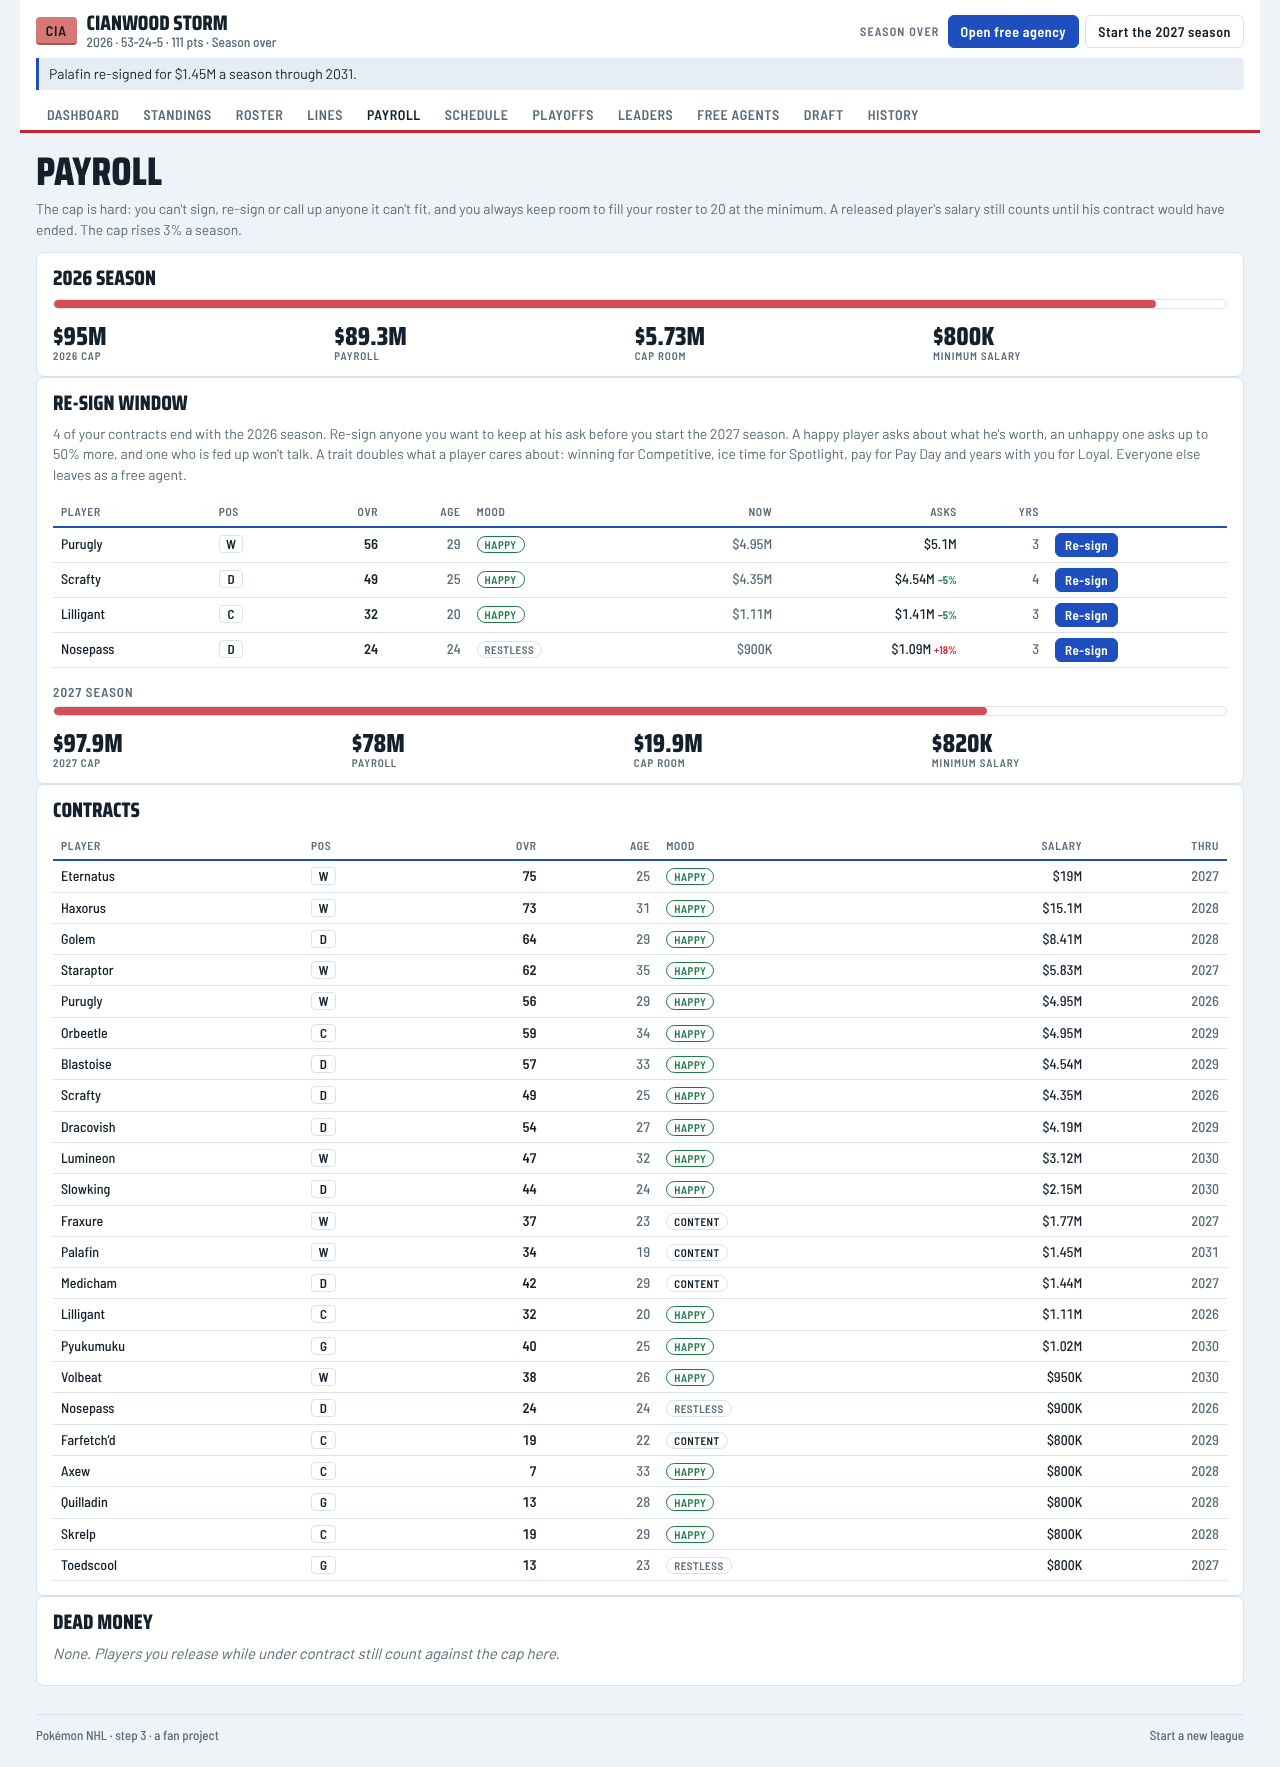 CIA
CIANWOOD STORM
2026 · 53-24-5 · 111 pts · Season over
SEASON OVER
Open free agency
Start the 2027 season
Palafin re-signed for $1.45M a season through 2031.
DASHBOARD STANDINGS ROSTER LINES PAYROLL SCHEDULE PLAYOFFS LEADERS FREE AGENTS DRAFT HISTORY
PAYROLL
The cap is hard: you can't sign, re-sign or call up anyone it can't fit, and you always keep room to fill your roster to 20 at the minimum. A released player's salary still counts until his contract would have
ended. The cap rises 3% a season.
2026 SEASON
$95M $89.3M $5.73M $800K
2026 CAP PAYROLL CAP ROOM MINIMUM SALARY
RE-SIGN WINDOW
4 of your contracts end with the 2026 season. Re-sign anyone you want to keep at his ask before you start the 2027 season. A happy player asks about what he's worth, an unhappy one asks up to
50% more, and one who is fed up won't talk. A trait doubles what a player cares about: winning for Competitive, ice time for Spotlight, pay for Pay Day and years with you for Loyal. Everyone else
leaves as a free agent.
PLAYER POS OVR AGE MOOD NOW ASKS YRS
Purugly W 56 29 HAPPY $4.95M $5.1M 3 Re-sign
Scrafty D 49 25 HAPPY $4.35M $4.54M -5% 4 Re-sign
Lilligant C 32 20 HAPPY $1.11M $1.41M -5% 3 Re-sign
Nosepass D 24 24 RESTLESS $900K $1.09M +18% 3 Re-sign
2027 SEASON
$97.9M $78M $19.9M $820K
2027 CAP PAYROLL CAP ROOM MINIMUM SALARY
CONTRACTS
PLAYER POS OVR AGE MOOD SALARY THRU
Eternatus W 75 25 HAPPY $19M 2027
Haxorus W 73 31 HAPPY $15.1M 2028
Golem D 64 29 HAPPY $8.41M 2028
Staraptor W 62 35 HAPPY $5.83M 2027
Purugly W 56 29 HAPPY $4.95M 2026
Orbeetle C 59 34 HAPPY $4.95M 2029
Blastoise D 57 33 HAPPY $4.54M 2029
Scrafty D 49 25 HAPPY $4.35M 2026
Dracovish D 54 27 HAPPY $4.19M 2029
Lumineon W 47 32 HAPPY $3.12M 2030
Slowking D 44 24 HAPPY $2.15M 2030
Fraxure W 37 23 CONTENT $1.77M 2027
Palafin W 34 19 CONTENT $1.45M 2031
Medicham D 42 29 CONTENT $1.44M 2027
Lilligant C 32 20 HAPPY $1.11M 2026
Pyukumuku G 40 25 HAPPY $1.02M 2030
Volbeat W 38 26 HAPPY $950K 2030
Nosepass D 24 24 RESTLESS $900K 2026
Farfetch'd C 19 22 CONTENT $800K 2029
Axew C 7 33 HAPPY $800K 2028
Quilladin G 13 28 HAPPY $800K 2028
Skrelp C 19 29 HAPPY $800K 2028
Toedscool G 13 23 RESTLESS $800K 2027
DEAD MONEY
None. Players you release while under contract still count against the cap here.
Pokémon NHL · step 3 · a fan project
Start a new league